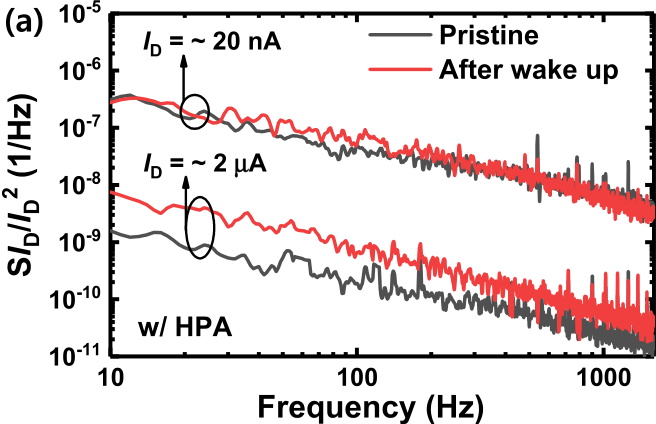 (a)
10⁻⁵
10⁻⁶
10⁻⁷
10⁻⁸
10⁻⁹
10⁻¹⁰
10⁻¹¹
SI_D/I_D² (1/Hz)
I_D = ~ 20 nA
Pristine
After wake up
I_D = ~ 2 μA
w/ HPA
10 100 1000
Frequency (Hz)